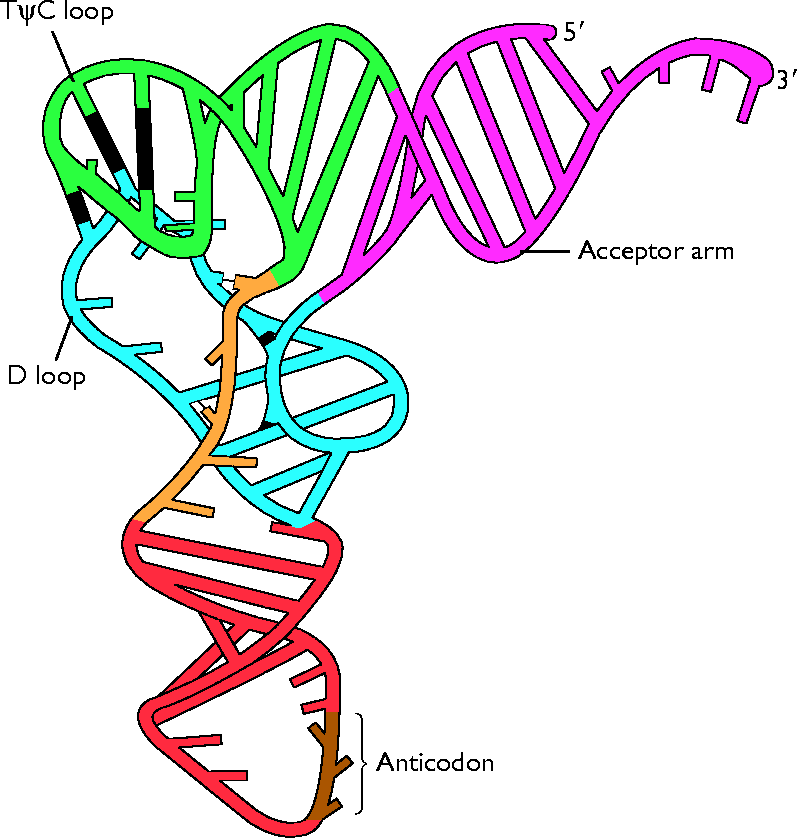 TψC loop
5′
3′
Acceptor arm
D loop
Anticodon